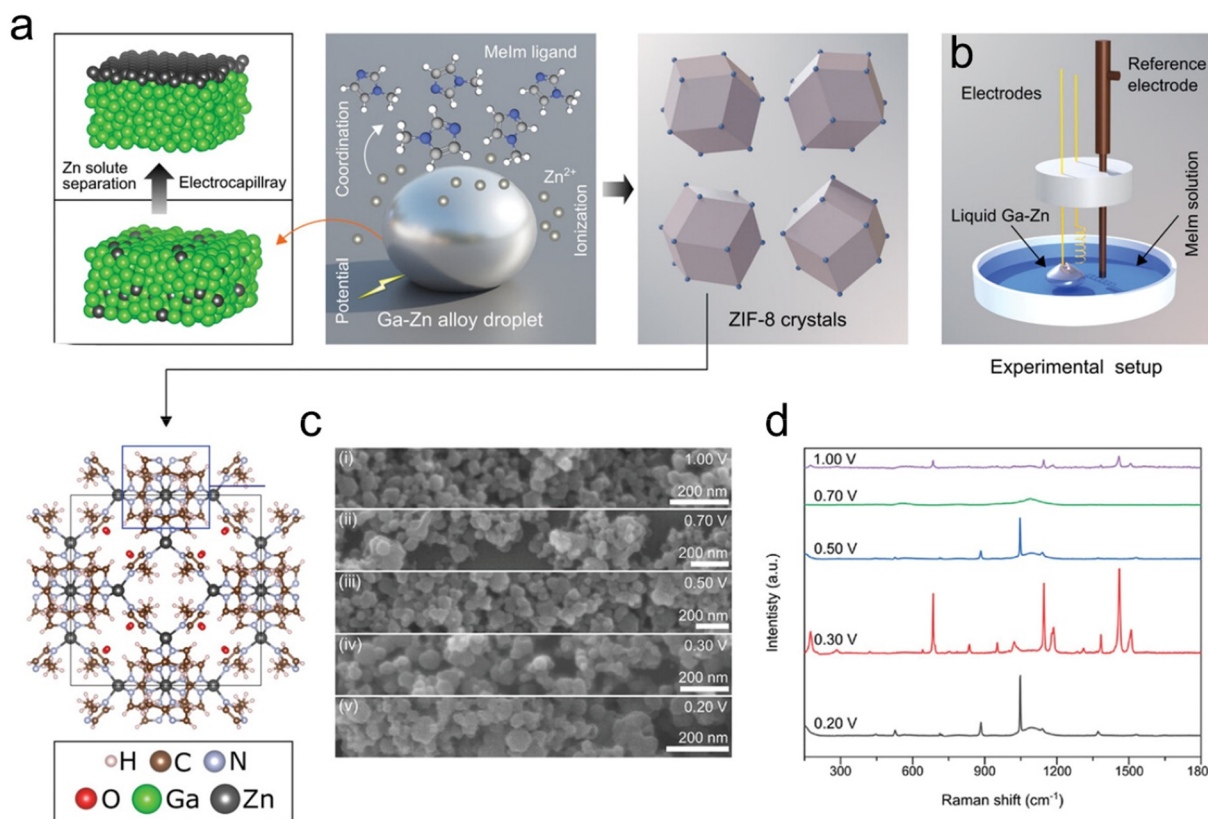 a
Zn solute
separation
Electrocapillray
MeIm ligand
Coordination
Zn2+
Ionization
Potential
Ga-Zn alloy droplet
ZIF-8 crystals
b
Electrodes
Reference
electrode
Liquid Ga-Zn
MeIm solution
Experimental setup
H C N
O Ga Zn
c
(i) 1.00 V
200 nm
(ii) 0.70 V
200 nm
(iii) 0.50 V
200 nm
(iv) 0.30 V
200 nm
(v) 0.20 V
200 nm
d
Intentisty (a.u.)
1.00 V
0.70 V
0.50 V
0.30 V
0.20 V
300 600 900 1200 1500 180
Raman shift (cm-1)